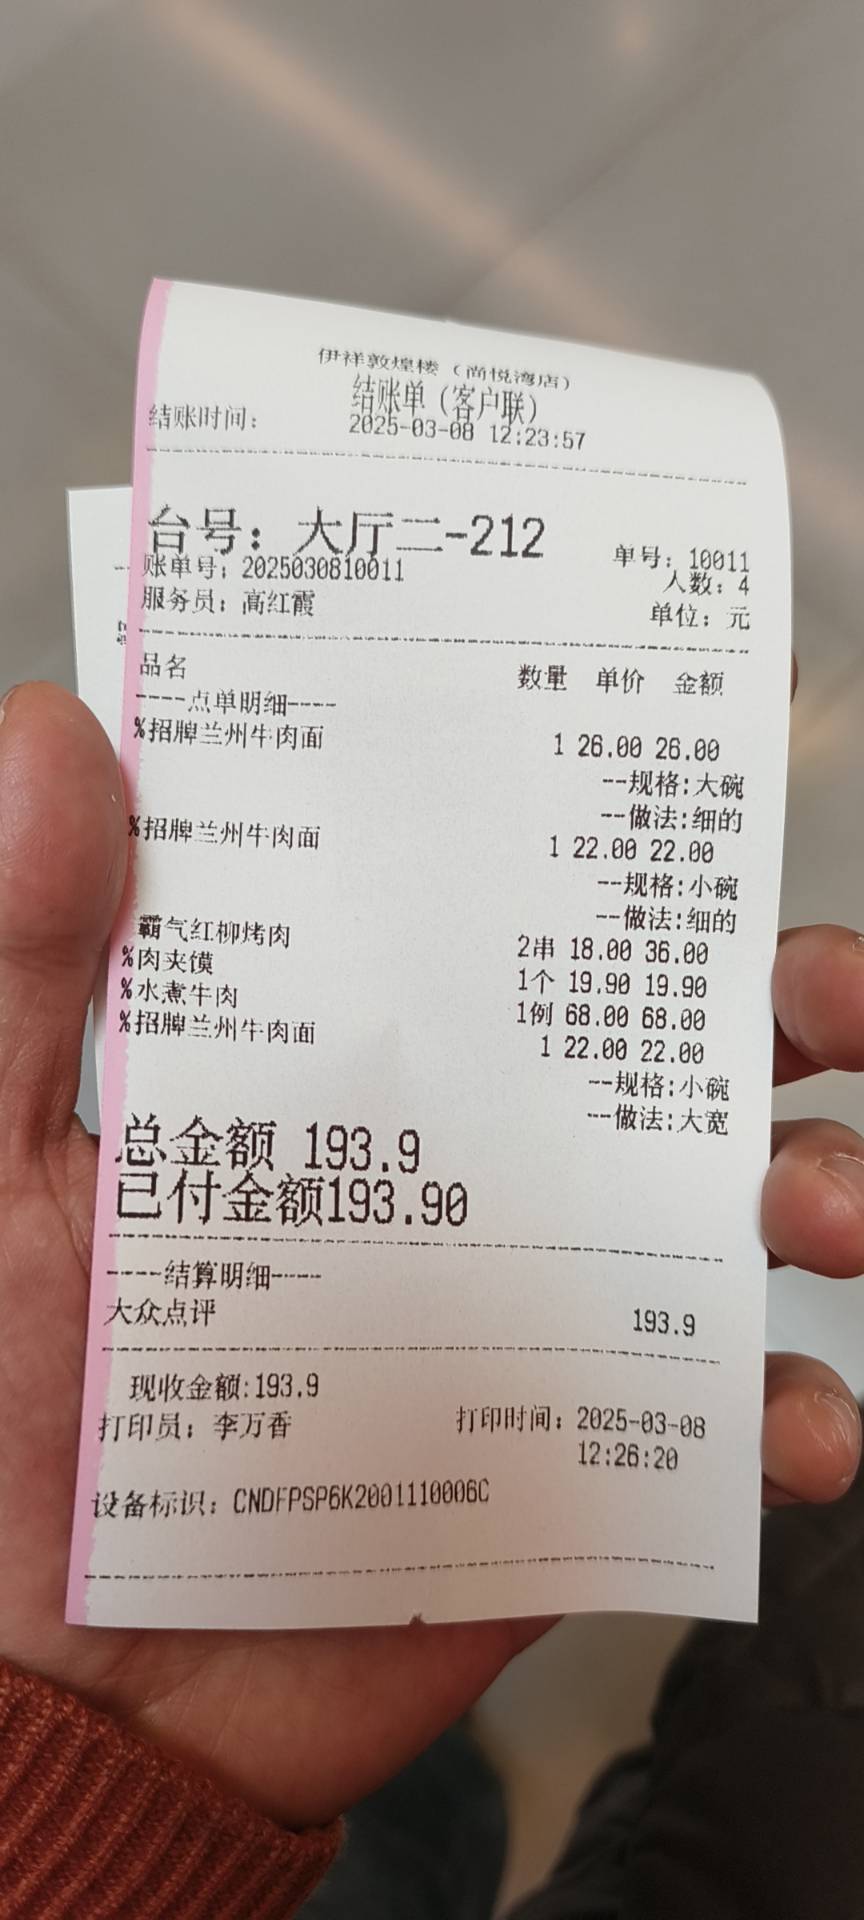 伊祥敦煌楼（尚悦湾店）
结账单（客户联）
结账时间： 2025-03-08 12:23:57
台号：大厅二-212
单号：10011
账单号：2025030810011
人数：4
服务员：高红霞
单位：元
品名 数量 单价 金额
----点单明细----
%招牌兰州牛肉面 1 26.00 26.00
--规格:大碗
--做法:细的
%招牌兰州牛肉面 1 22.00 22.00
--规格:小碗
--做法:细的
霸气红柳烤肉 2串 18.00 36.00
%肉夹馍 1个 19.90 19.90
%水煮牛肉 1例 68.00 68.00
%招牌兰州牛肉面 1 22.00 22.00
--规格:小碗
--做法:大宽
总金额 193.9
已付金额193.90
----结算明细----
大众点评 193.9
现收金额:193.9
打印员：李万香 打印时间：2025-03-08
12:26:20
设备标识：CNDFPSP6K2001110006C